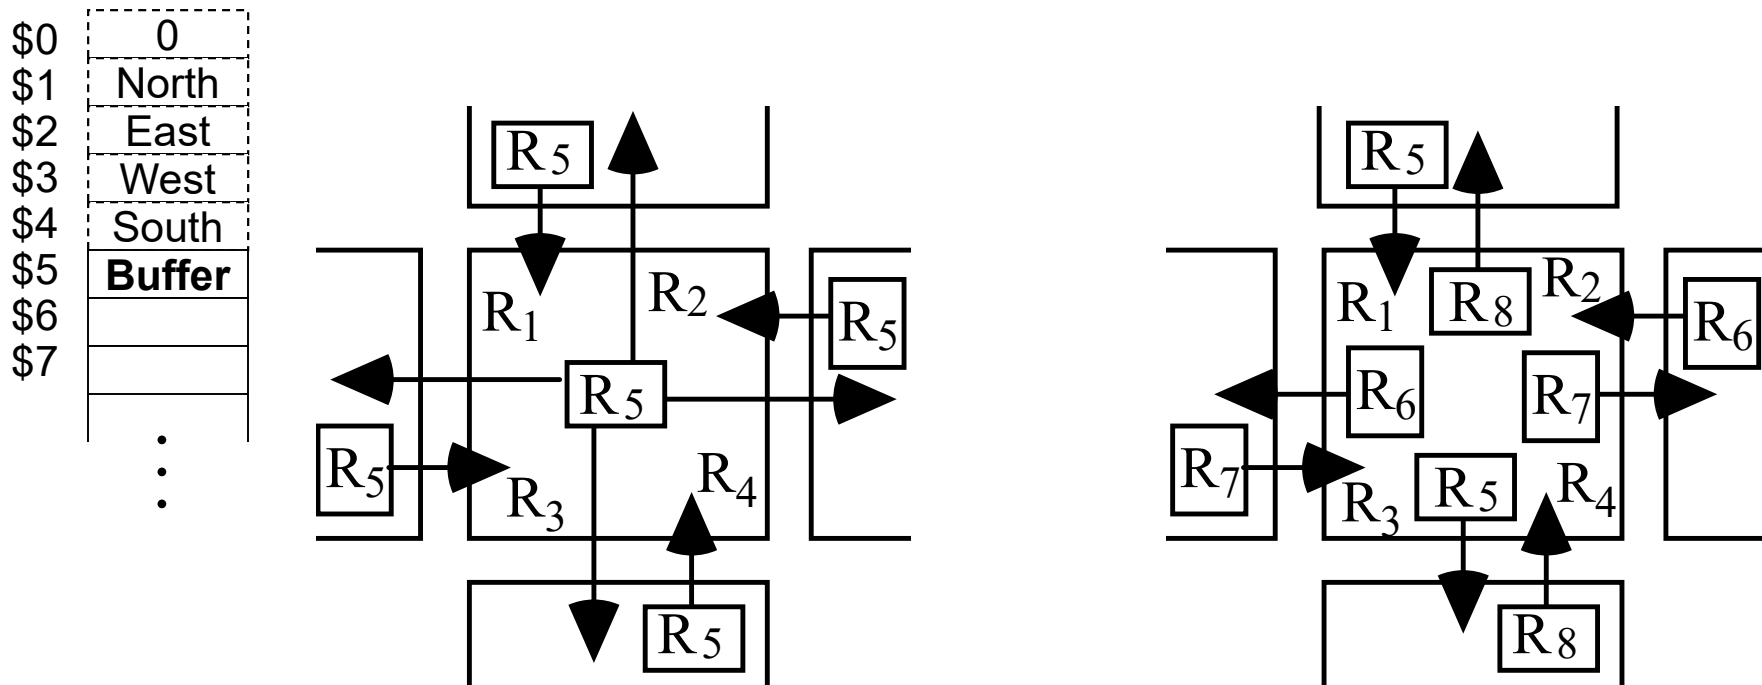 $0 0
$1 North
$2 East
$3 West
$4 South
$5 Buffer
$6
$7
R5
R1
R2
R5
R5
R5
R3
R4
R5
R5
R1
R8
R2
R6
R6
R7
R7
R3
R5
R4
R8